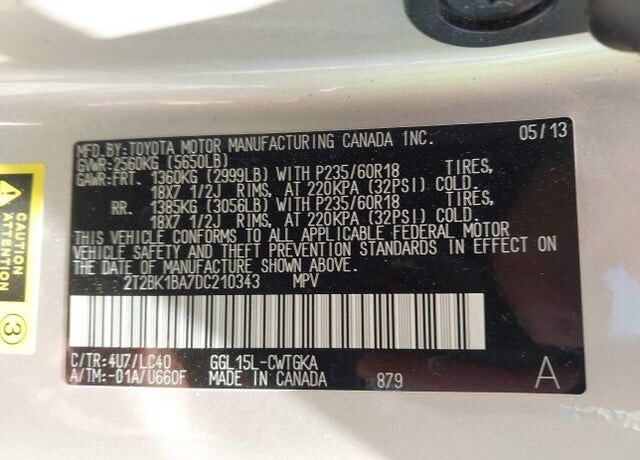 MFD.BY:TOYOTA MOTOR MANUFACTURING CANADA INC. 05/13
GVWR:2560KG (5650LB)
GAWR:FRT. 1360KG (2999LB) WITH P235/60R18 TIRES,
18X7 1/2J RIMS, AT 220KPA (32PSI) COLD.
RR. 1385KG (3056LB) WITH P235/60R18 TIRES,
18X7 1/2J RIMS, AT 220KPA (32PSI) COLD.
THIS VEHICLE CONFORMS TO ALL APPLICABLE FEDERAL MOTOR
VEHICLE SAFETY AND THEFT PREVENTION STANDARDS IN EFFECT ON
THE DATE OF MANUFACTURE SHOWN ABOVE.
2T2BK1BA7DC210343 MPV
C/TR:4U7/LC40 GGL15L-CWTGKA
A/TM:-01A/U660F MADE IN CANADA 879 A
CAUTION
ATTENTION
3